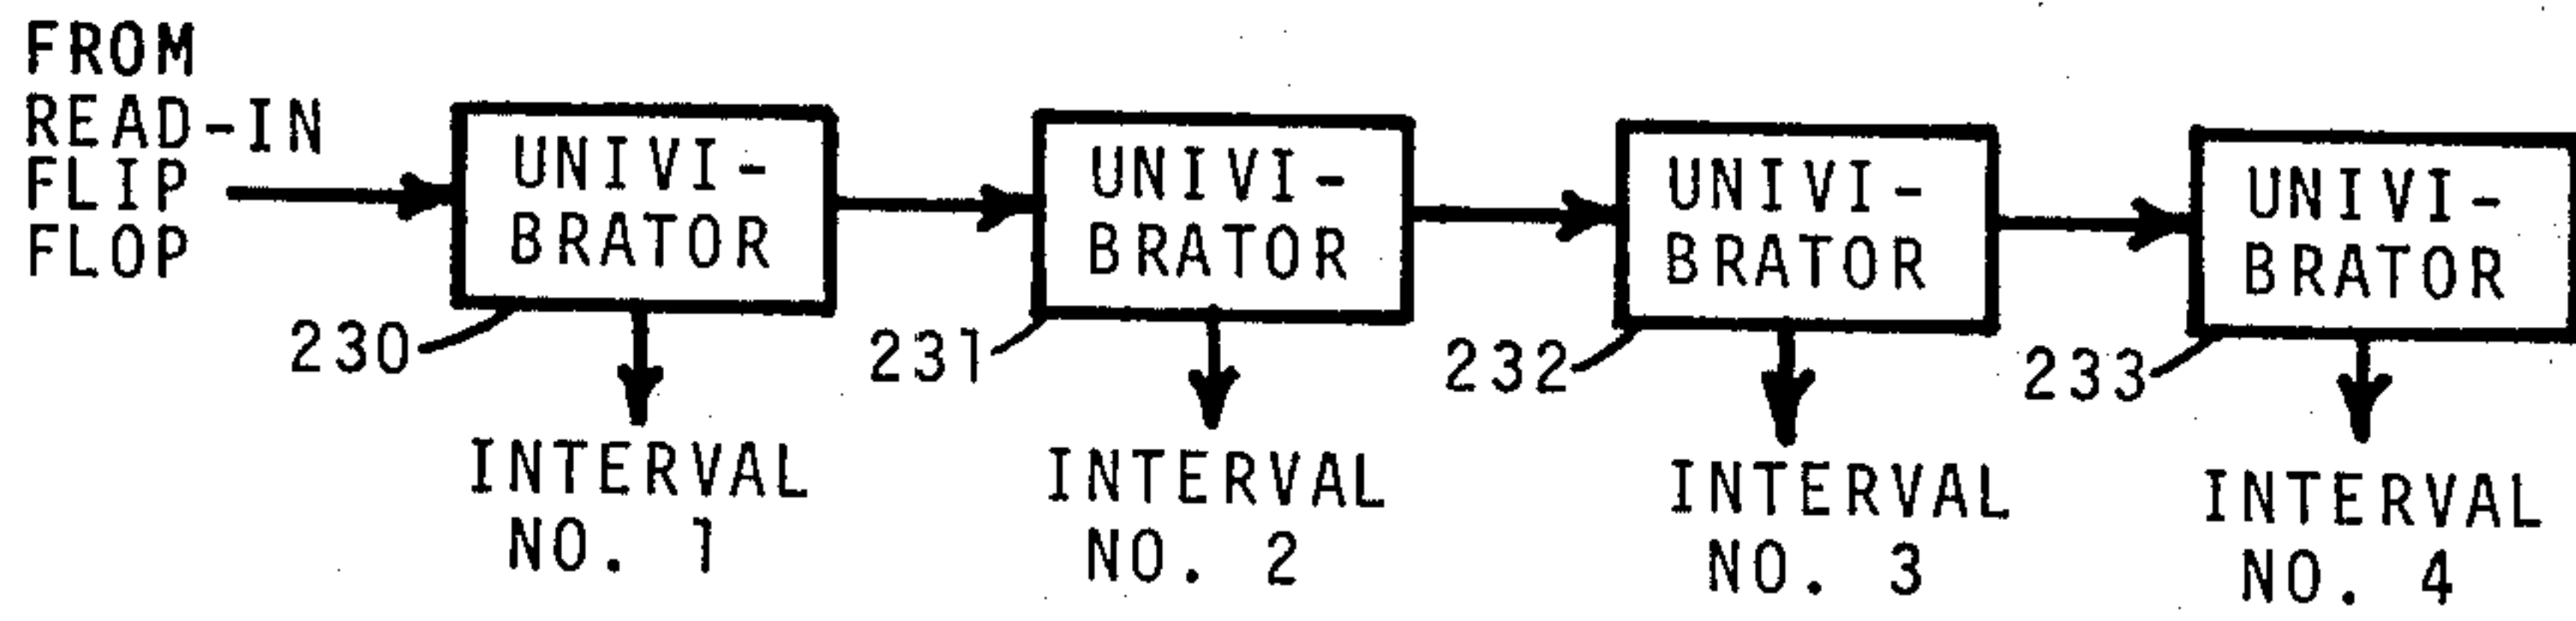 FROM
READ-IN
FLIP
FLOP
UNIVI-
BRATOR
230
INTERVAL
NO. 1
UNIVI-
BRATOR
231
INTERVAL
NO. 2
UNIVI-
BRATOR
232
INTERVAL
NO. 3
UNIVI-
BRATOR
233
INTERVAL
NO. 4